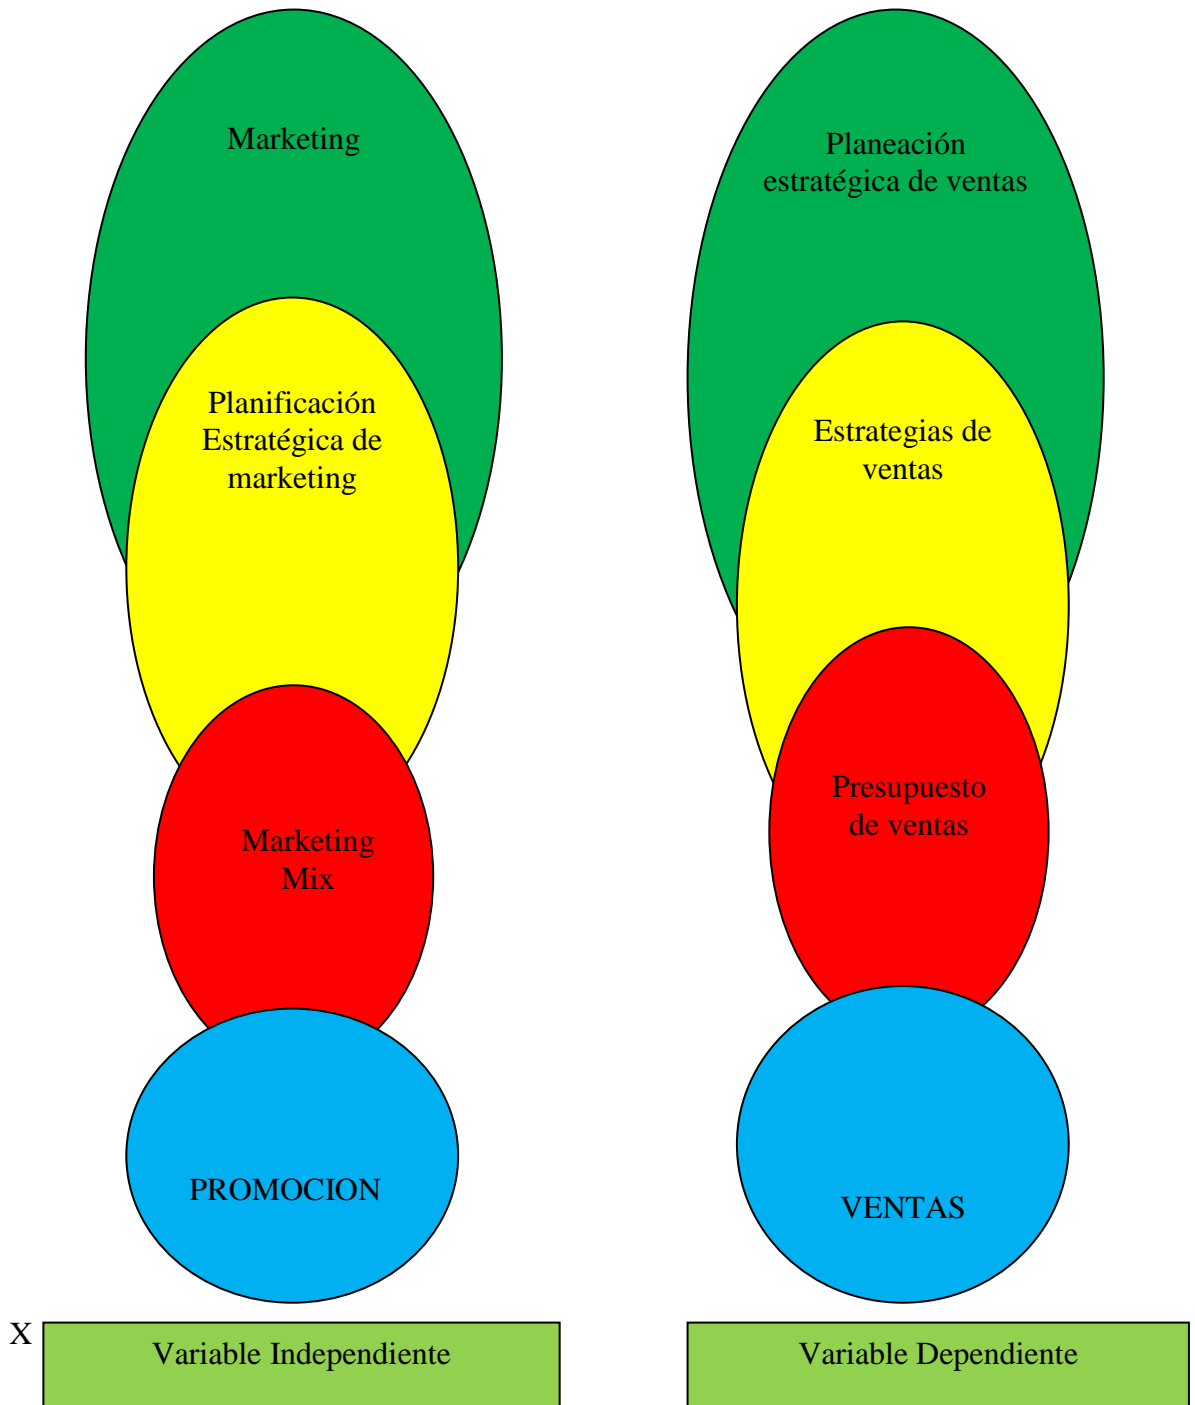 Marketing
Planificación
Estratégica de
marketing
Marketing
Mix
PROMOCION
X
Variable Independiente
Planeación
estratégica de ventas
Estrategias de
ventas
Presupuesto
de ventas
VENTAS
Variable Dependiente